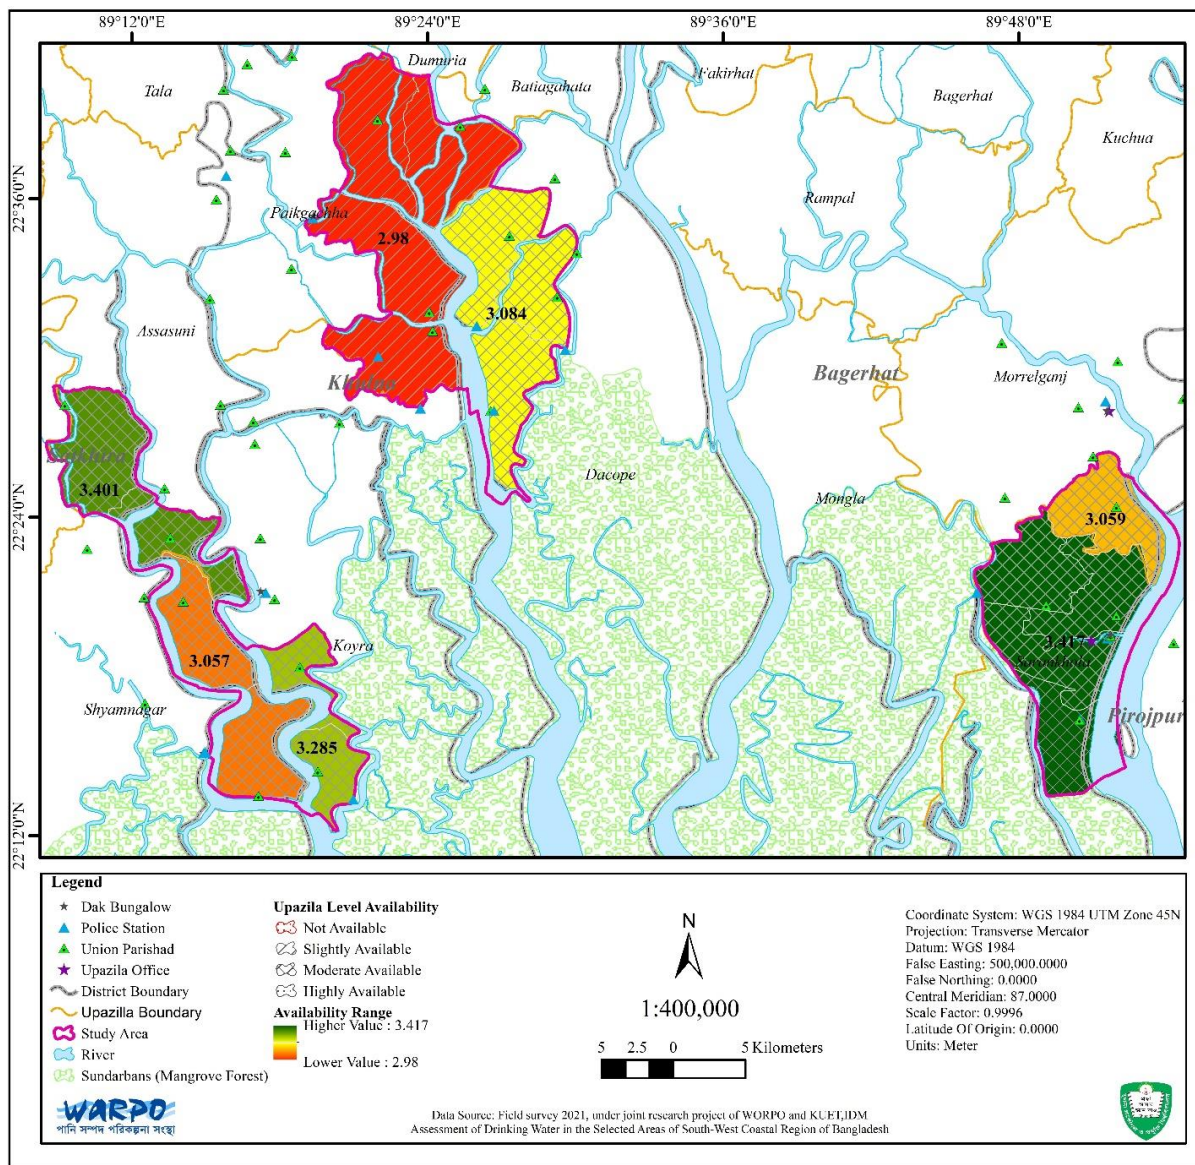 89°12'0"E
89°24'0"E
89°36'0"E
89°48'0"E
22°36'0"N
22°24'0"N
22°12'0"N
Dumuria
Tala
Batiagahata
Fakirhat
Bagerhat
Kuchua
Paikgachha
Rampal
2.98
3.084
Assasuni
Khulna
Bagerhat
Morrelganj
Satkhira
3.401
Dacope
Mongla
3.059
Koyra
3.057
3.417
Sarankhola
Shyamnagar
Pirojpur
3.285
Legend
Dak Bungalow
Police Station
Union Parishad
Upazila Office
District Boundary
Upazilla Boundary
Study Area
River
Sundarbans (Mangrove Forest)
Upazila Level Availability
Not Available
Slightly Available
Moderate Available
Highly Available
Availability Range
Higher Value : 3.417
Lower Value : 2.98
N
1:400,000
5 2.5 0 5 Kilometers
Coordinate System: WGS 1984 UTM Zone 45N
Projection: Transverse Mercator
Datum: WGS 1984
False Easting: 500,000.0000
False Northing: 0.0000
Central Meridian: 87.0000
Scale Factor: 0.9996
Latitude Of Origin: 0.0000
Units: Meter
WARPO
পানি সম্পদ পরিকল্পনা সংস্থা
Data Source: Field survey 2021, under joint research project of WORPO and KUET,IDM
Assessment of Drinking Water in the Selected Areas of South-West Coastal Region of Bangladesh